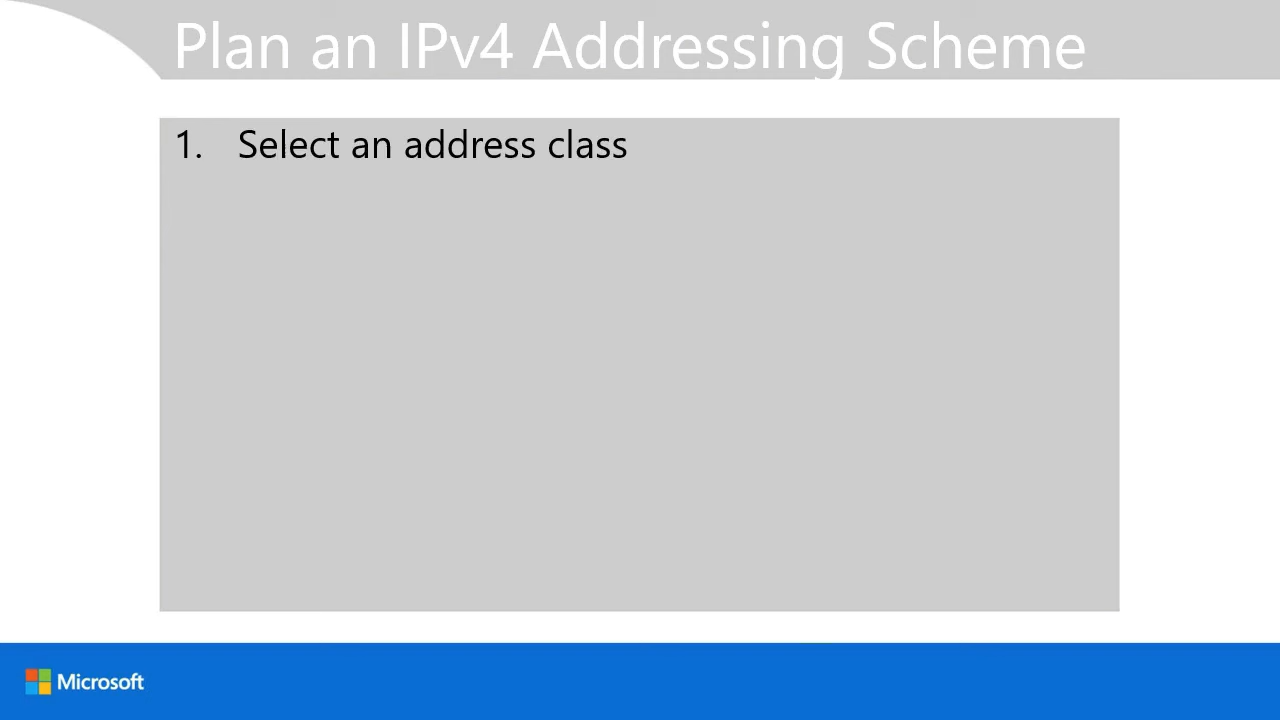 Plan an IPv4 Addressing Scheme
1. Select an address class
Microsoft